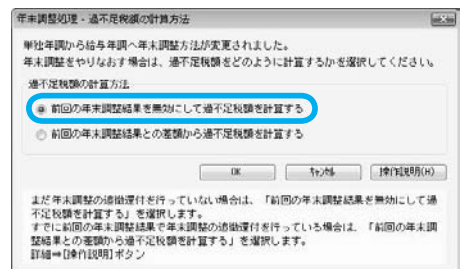 年末調整処理 - 過不足税額の計算方法
単独年調から給与年調へ年末調整方法が変更されました。
年末調整をやりなおす場合は、過不足税額をどのように計算するかを選択してください。
過不足税額の計算方法
前回の年末調整結果を無効にして過不足税額を計算する
前回の年末調整結果との差額から過不足税額を計算する
OK ｷｬﾝｾﾙ 操作説明(H)
まだ年末調整の追徴還付を行っていない場合は、「前回の年末調整結果を無効にして過
不足税額を計算する」を選択します。
すでに前回の年末調整結果で年末調整の追徴還付を行っている場合は、「前回の年末調
整結果との差額から過不足税額を計算する」を選択します。
詳細⇒[操作説明]ボタン